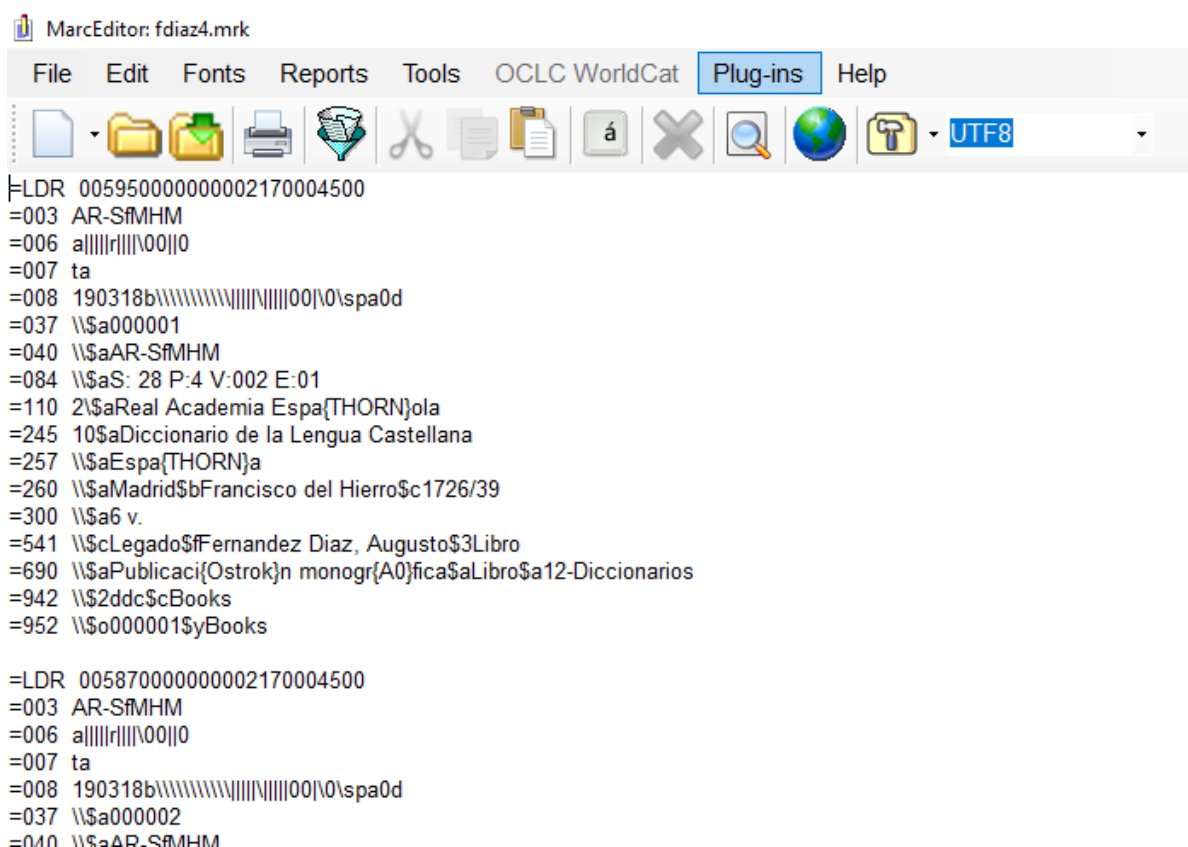 MarcEditor: fdiaz4.mrk
File Edit Fonts Reports Tools OCLC WorldCat Plug-ins Help
á UTF8
=LDR  005950000000002170004500
=003  AR-SfMHM
=006  a|||||r||||\00||0
=007  ta
=008  190318b\\\\\\\\\\\|||||\|||||00|\0\spa0d
=037  \\$a000001
=040  \\$aAR-SfMHM
=084  \\$aS: 28 P:4 V:002 E:01
=110  2\$aReal Academia Espa{THORN}ola
=245  10$aDiccionario de la Lengua Castellana
=257  \\$aEspa{THORN}a
=260  \\$aMadrid$bFrancisco del Hierro$c1726/39
=300  \\$a6 v.
=541  \\$cLegado$fFernandez Diaz, Augusto$3Libro
=690  \\$aPublicaci{Ostrok}n monogr{A0}fica$aLibro$a12-Diccionarios
=942  \\$2ddc$cBooks
=952  \\$o000001$yBooks
=LDR  005870000000002170004500
=003  AR-SfMHM
=006  a|||||r||||\00||0
=007  ta
=008  190318b\\\\\\\\\\\|||||\|||||00|\0\spa0d
=037  \\$a000002
=040  \\$aAR-SfMHM